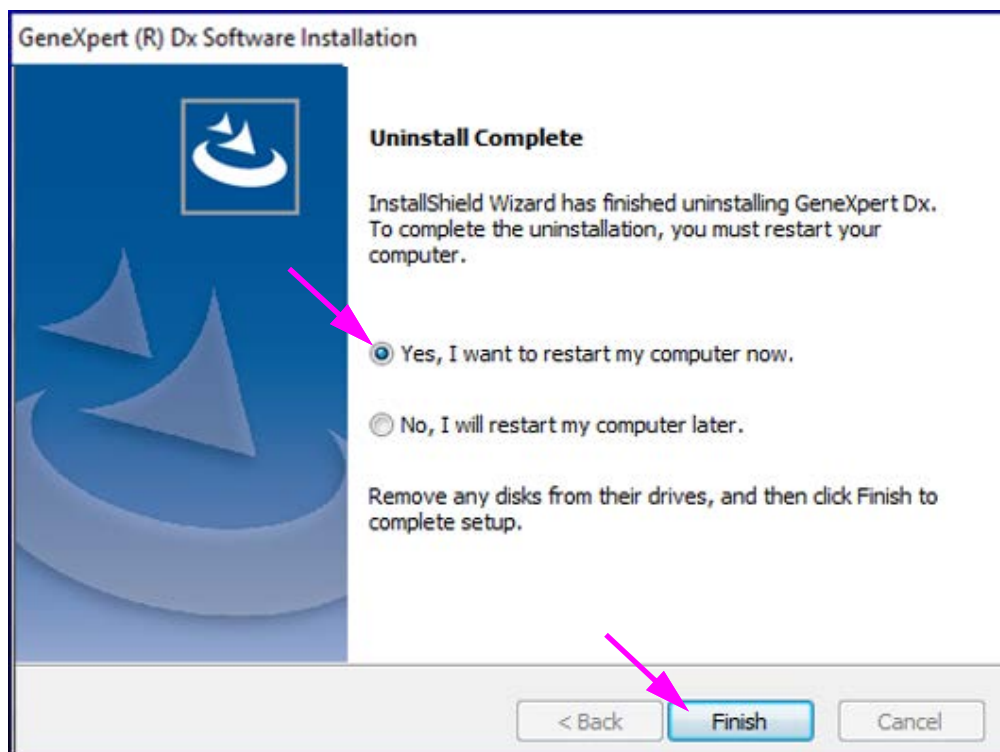 GeneXpert (R) Dx Software Installation
Uninstall Complete
InstallShield Wizard has finished uninstalling GeneXpert Dx.
To complete the uninstallation, you must restart your
computer.
Yes, I want to restart my computer now.
No, I will restart my computer later.
Remove any disks from their drives, and then click Finish to
complete setup.
< Back Finish Cancel